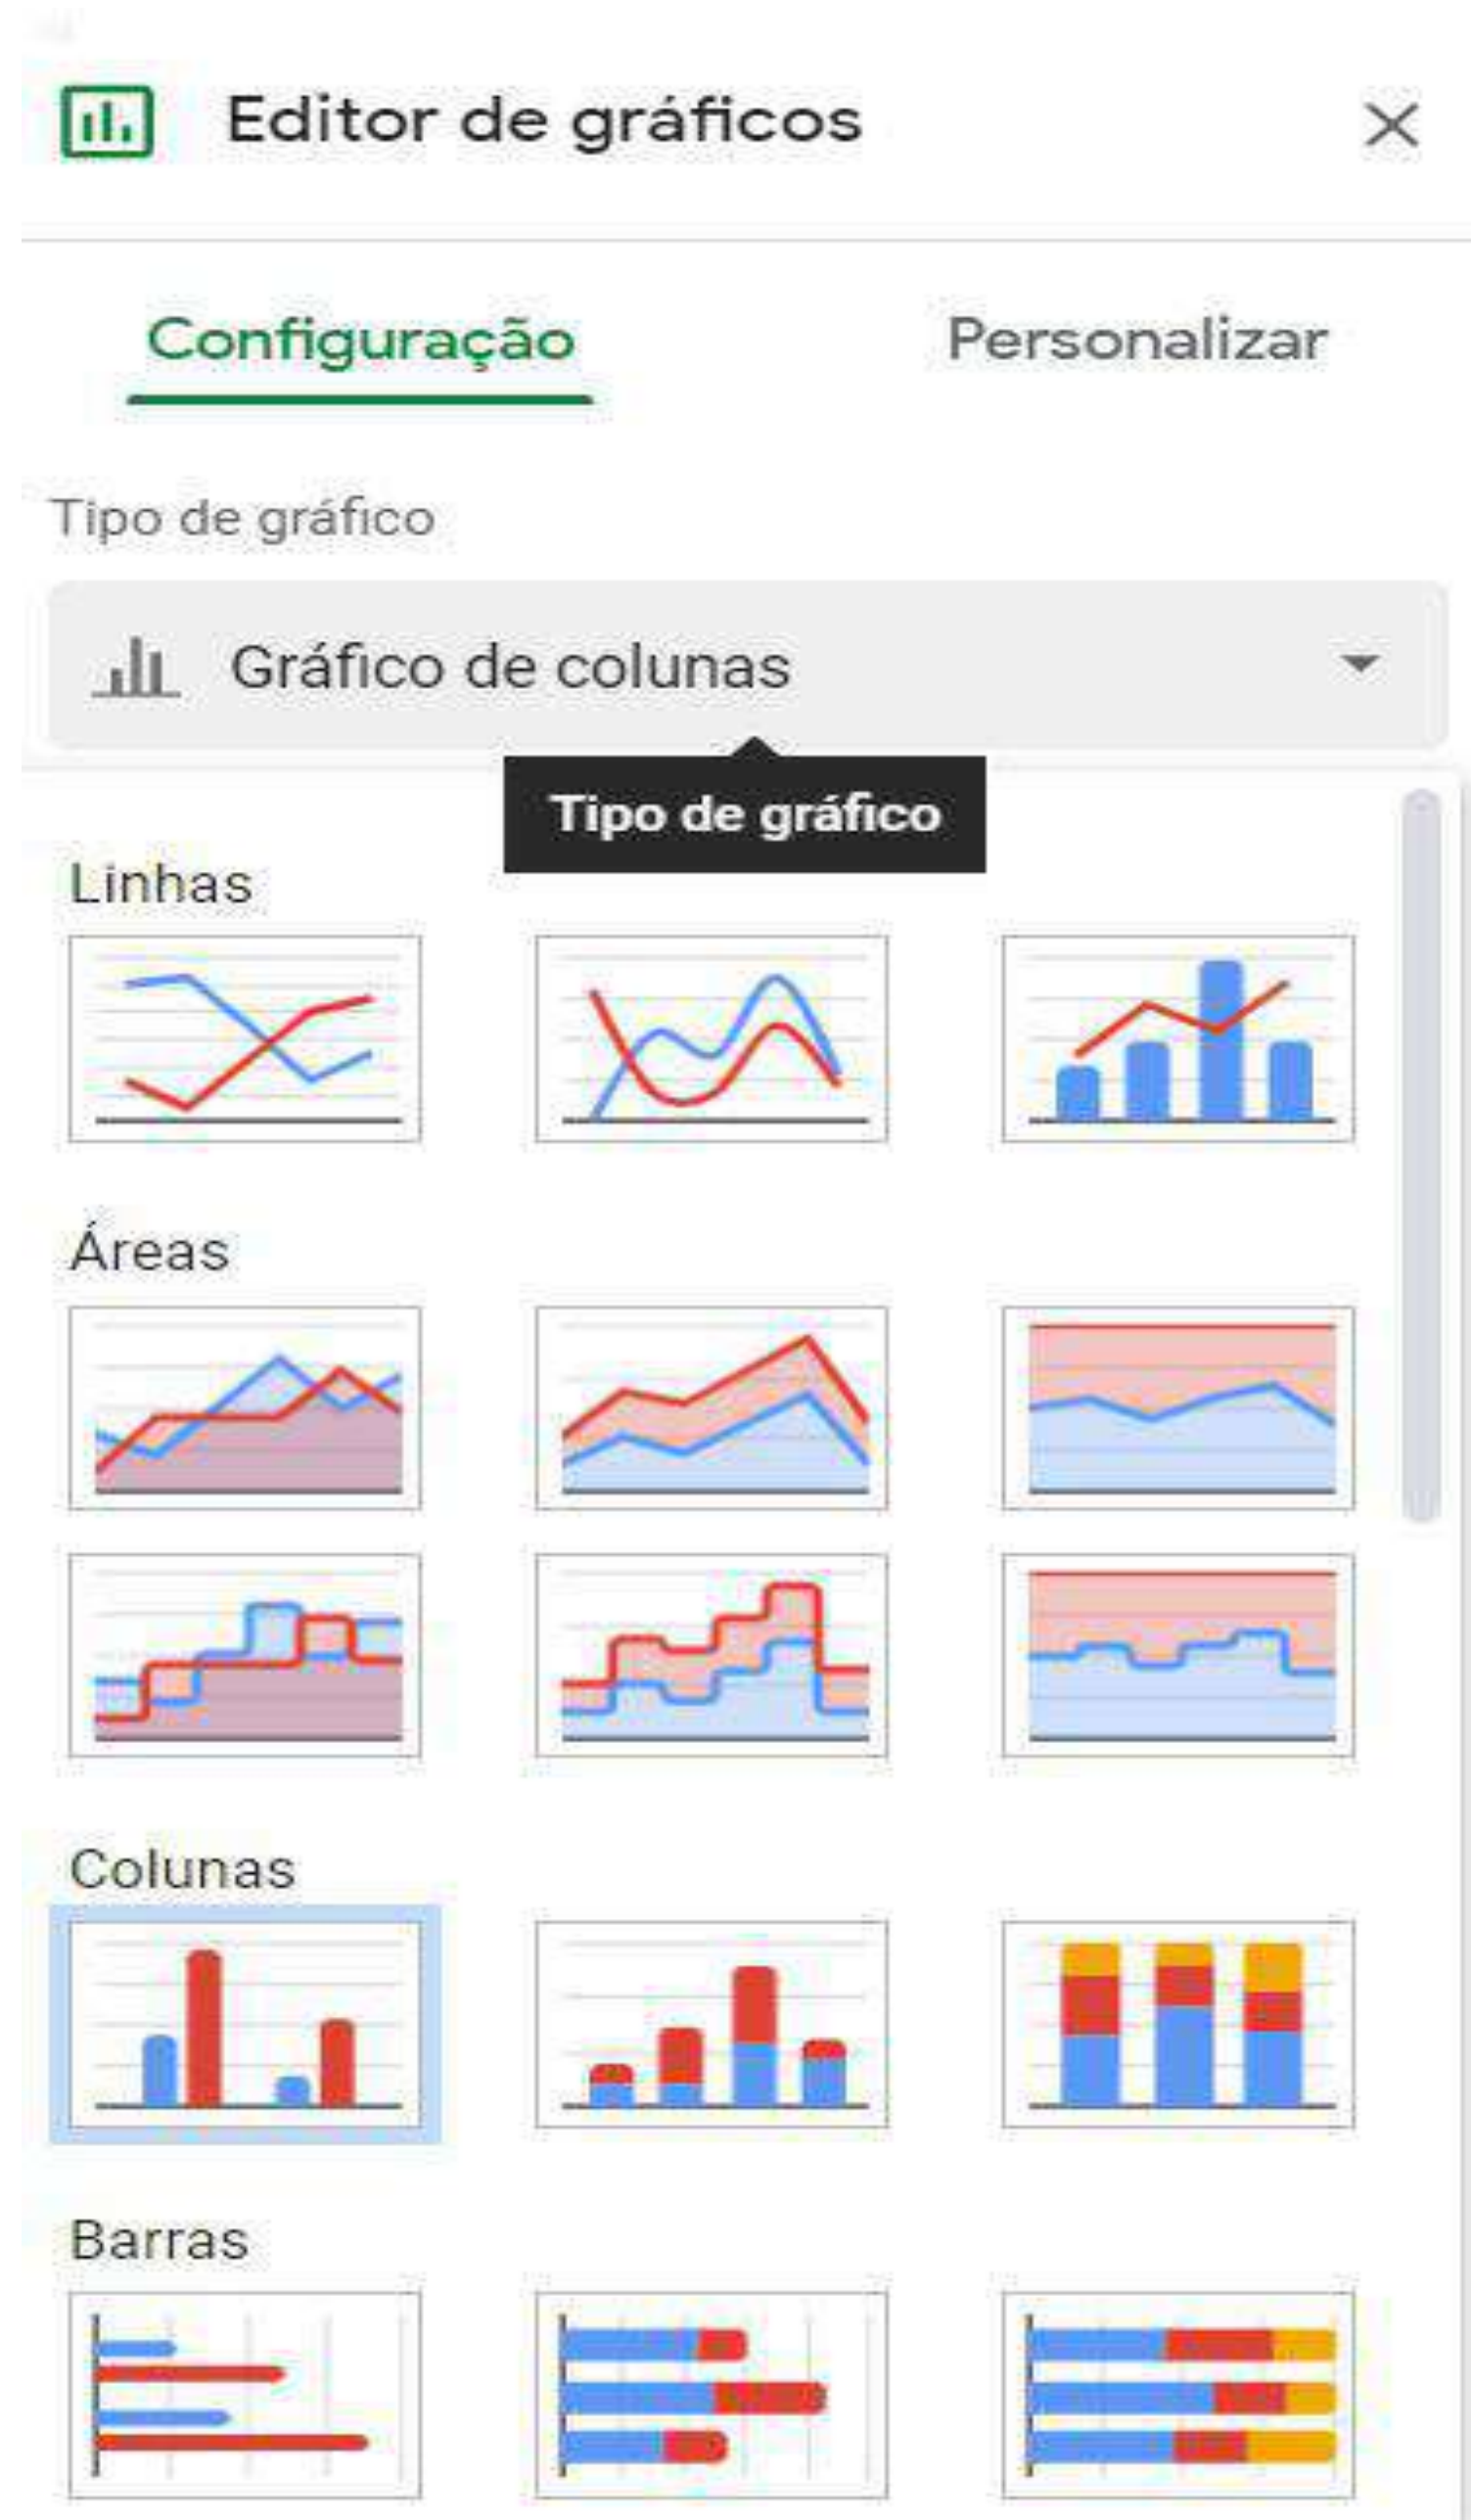 Editor de gráficos
Configuração
Personalizar
Tipo de gráfico
Gráfico de colunas
Tipo de gráfico
Linhas
Áreas
Colunas
Barras